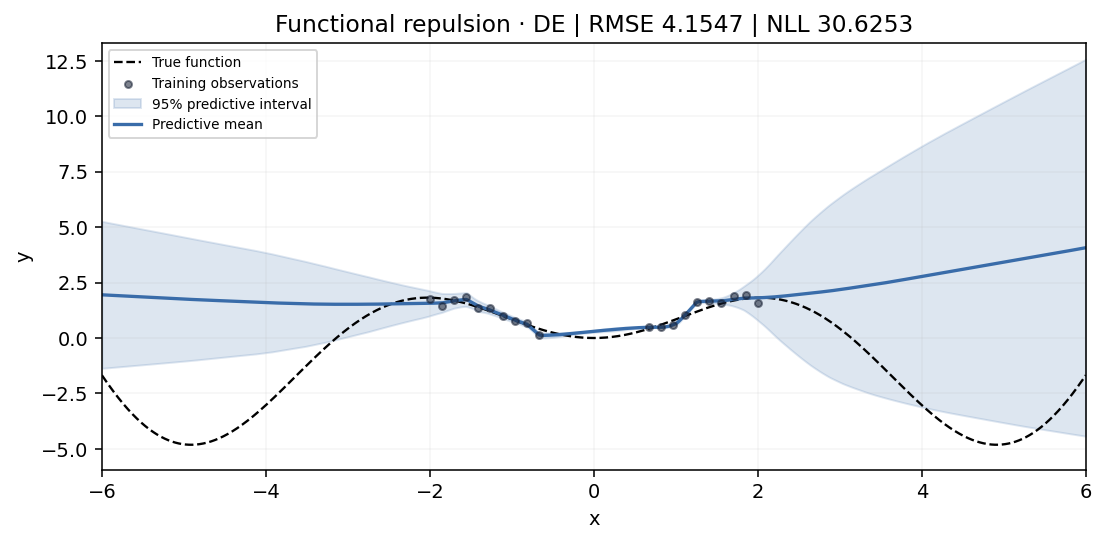 Functional repulsion · DE | RMSE 4.1547 | NLL 30.6253
True function
Training observations
95% predictive interval
Predictive mean
12.5
10.0
7.5
5.0
2.5
0.0
−2.5
−5.0
y
−6
−4
−2
0
2
4
6
x